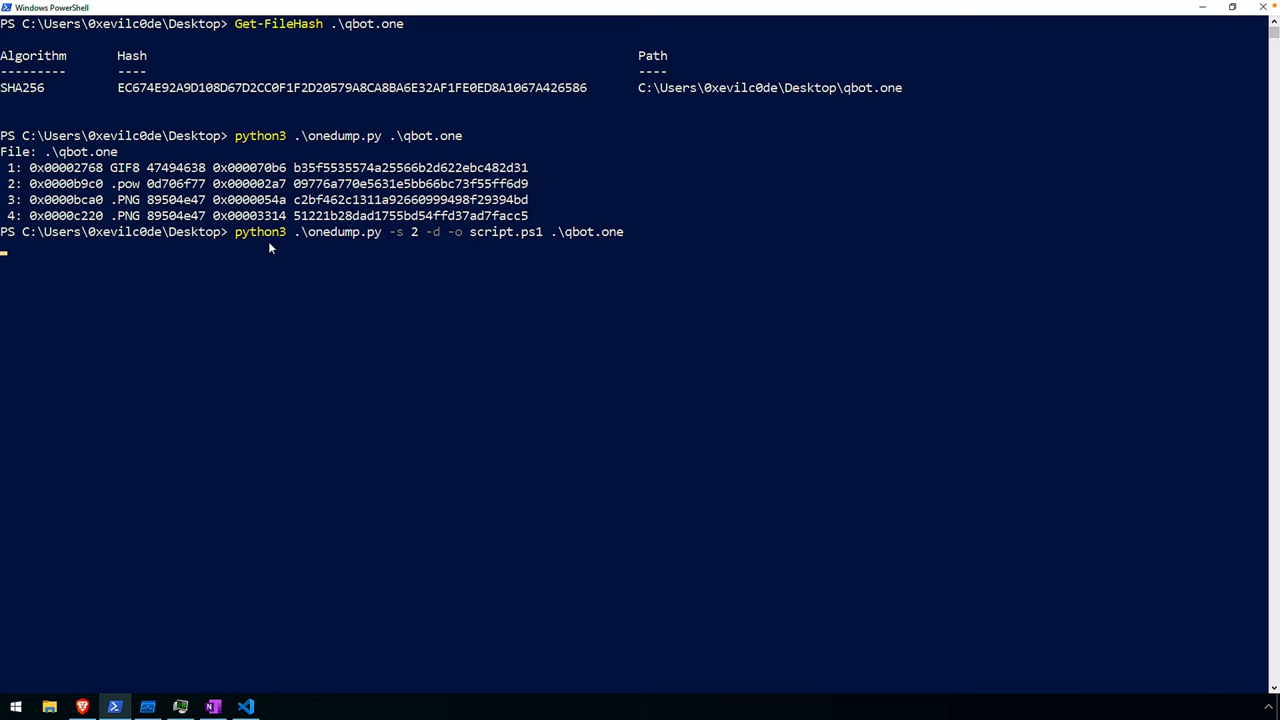 Windows PowerShell
PS C:\Users\0xevilc0de\Desktop> Get-FileHash .\qbot.one
Algorithm Hash Path
--------- ---- ----
SHA256 EC674E92A9D108D67D2CC0F1F2D20579A8CA8BA6E32AF1FE0ED8A1067A426586 C:\Users\0xevilc0de\Desktop\qbot.one
PS C:\Users\0xevilc0de\Desktop> python3 .\onedump.py .\qbot.one
File: .\qbot.one
1: 0x00002768 GIF8 47494638 0x000070b6 b35f5535574a25566b2d622ebc482d31
2: 0x0000b9c0 .pow 0d706f77 0x000002a7 09776a770e5631e5bb66bc73f55ff6d9
3: 0x0000bca0 .PNG 89504e47 0x0000054a c2bf462c1311a92660999498f29394bd
4: 0x0000c220 .PNG 89504e47 0x00003314 51221b28dad1755bd54ffd37ad7facc5
PS C:\Users\0xevilc0de\Desktop> python3 .\onedump.py -s 2 -d -o script.ps1 .\qbot.one